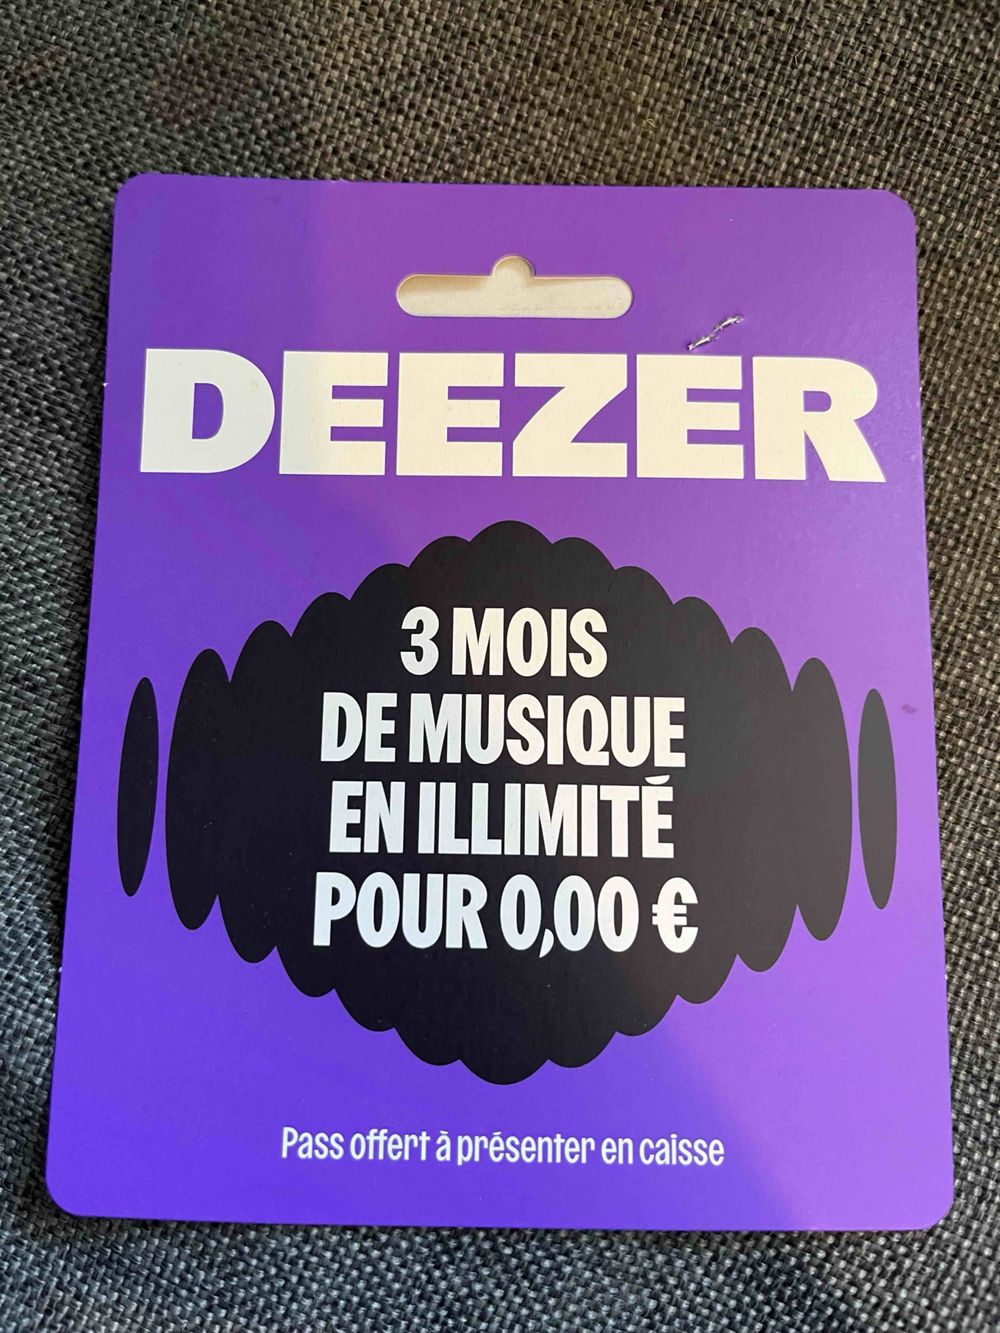 DEEZER
3 MOIS
DE MUSIQUE
EN ILLIMITÉ
POUR 0,00 €
Pass offert à présenter en caisse